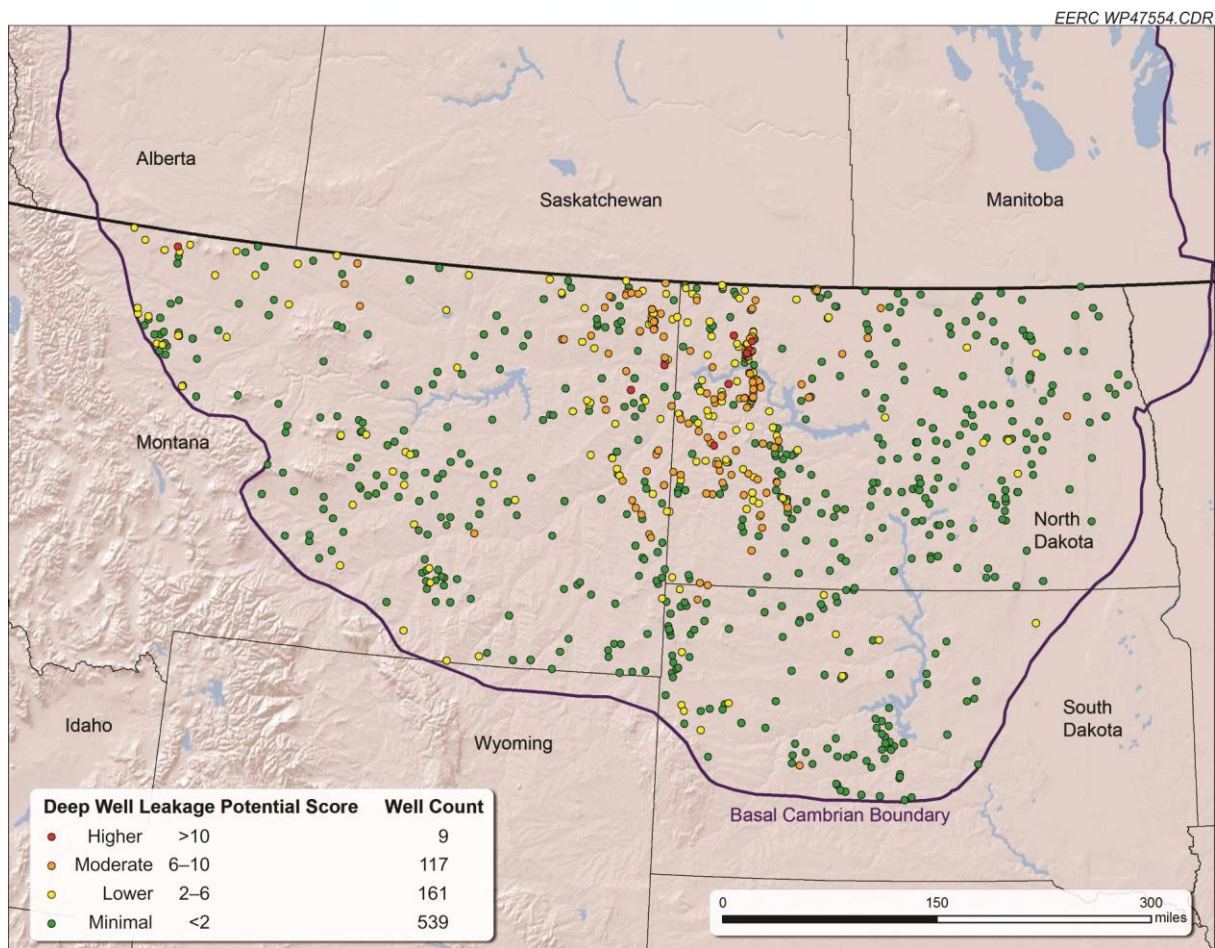 EERC WP47554.CDR
Alberta
Saskatchewan
Manitoba
Montana
North
Dakota
South
Dakota
Idaho
Wyoming
Basal Cambrian Boundary
Deep Well Leakage Potential Score Well Count
Higher >10 9
Moderate 6–10 117
Lower 2–6 161
Minimal <2 539
0 150 300
miles